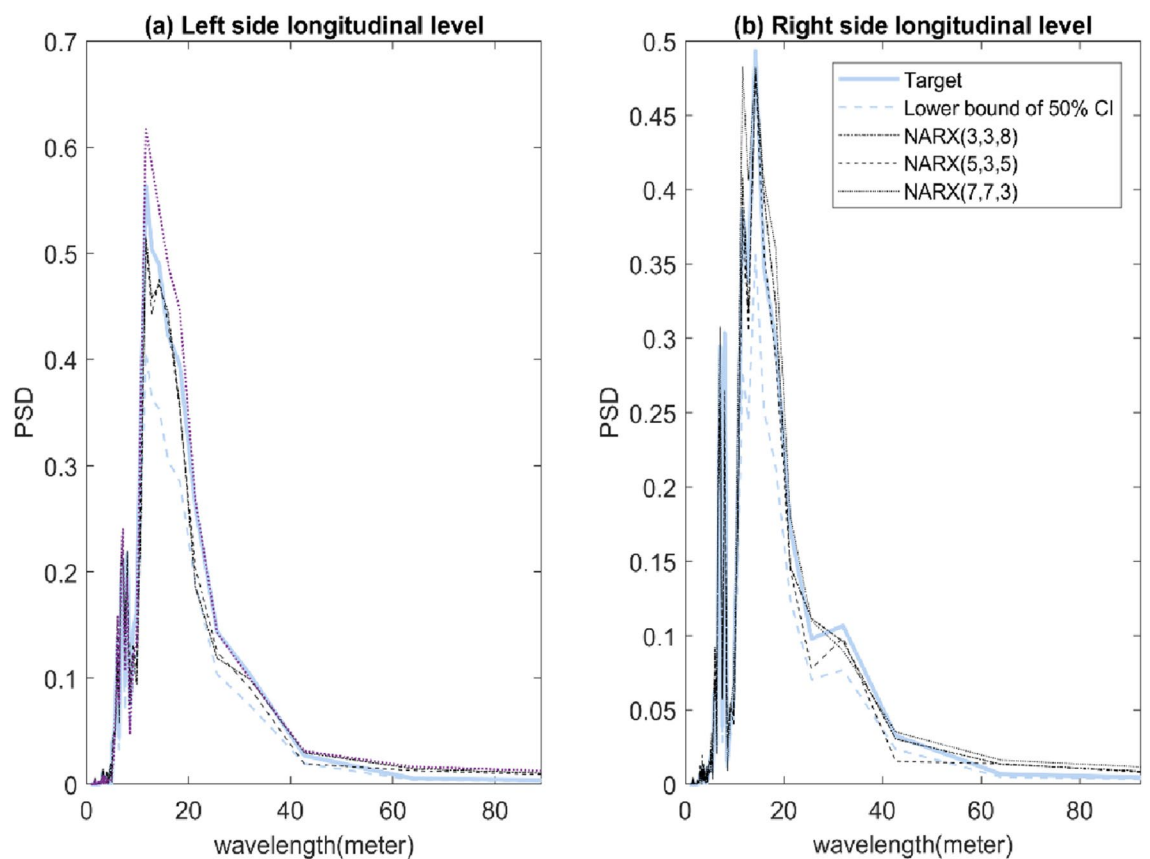 (a) Left side longitudinal level
0.7
0.6
0.5
0.4
0.3
0.2
0.1
0
PSD
0
20
40
60
80
wavelength(meter)
(b) Right side longitudinal level
0.5
0.45
0.4
0.35
0.3
0.25
0.2
0.15
0.1
0.05
0
PSD
0
20
40
60
80
wavelength(meter)
Target
Lower bound of 50% CI
NARX(3,3,8)
NARX(5,3,5)
NARX(7,7,3)